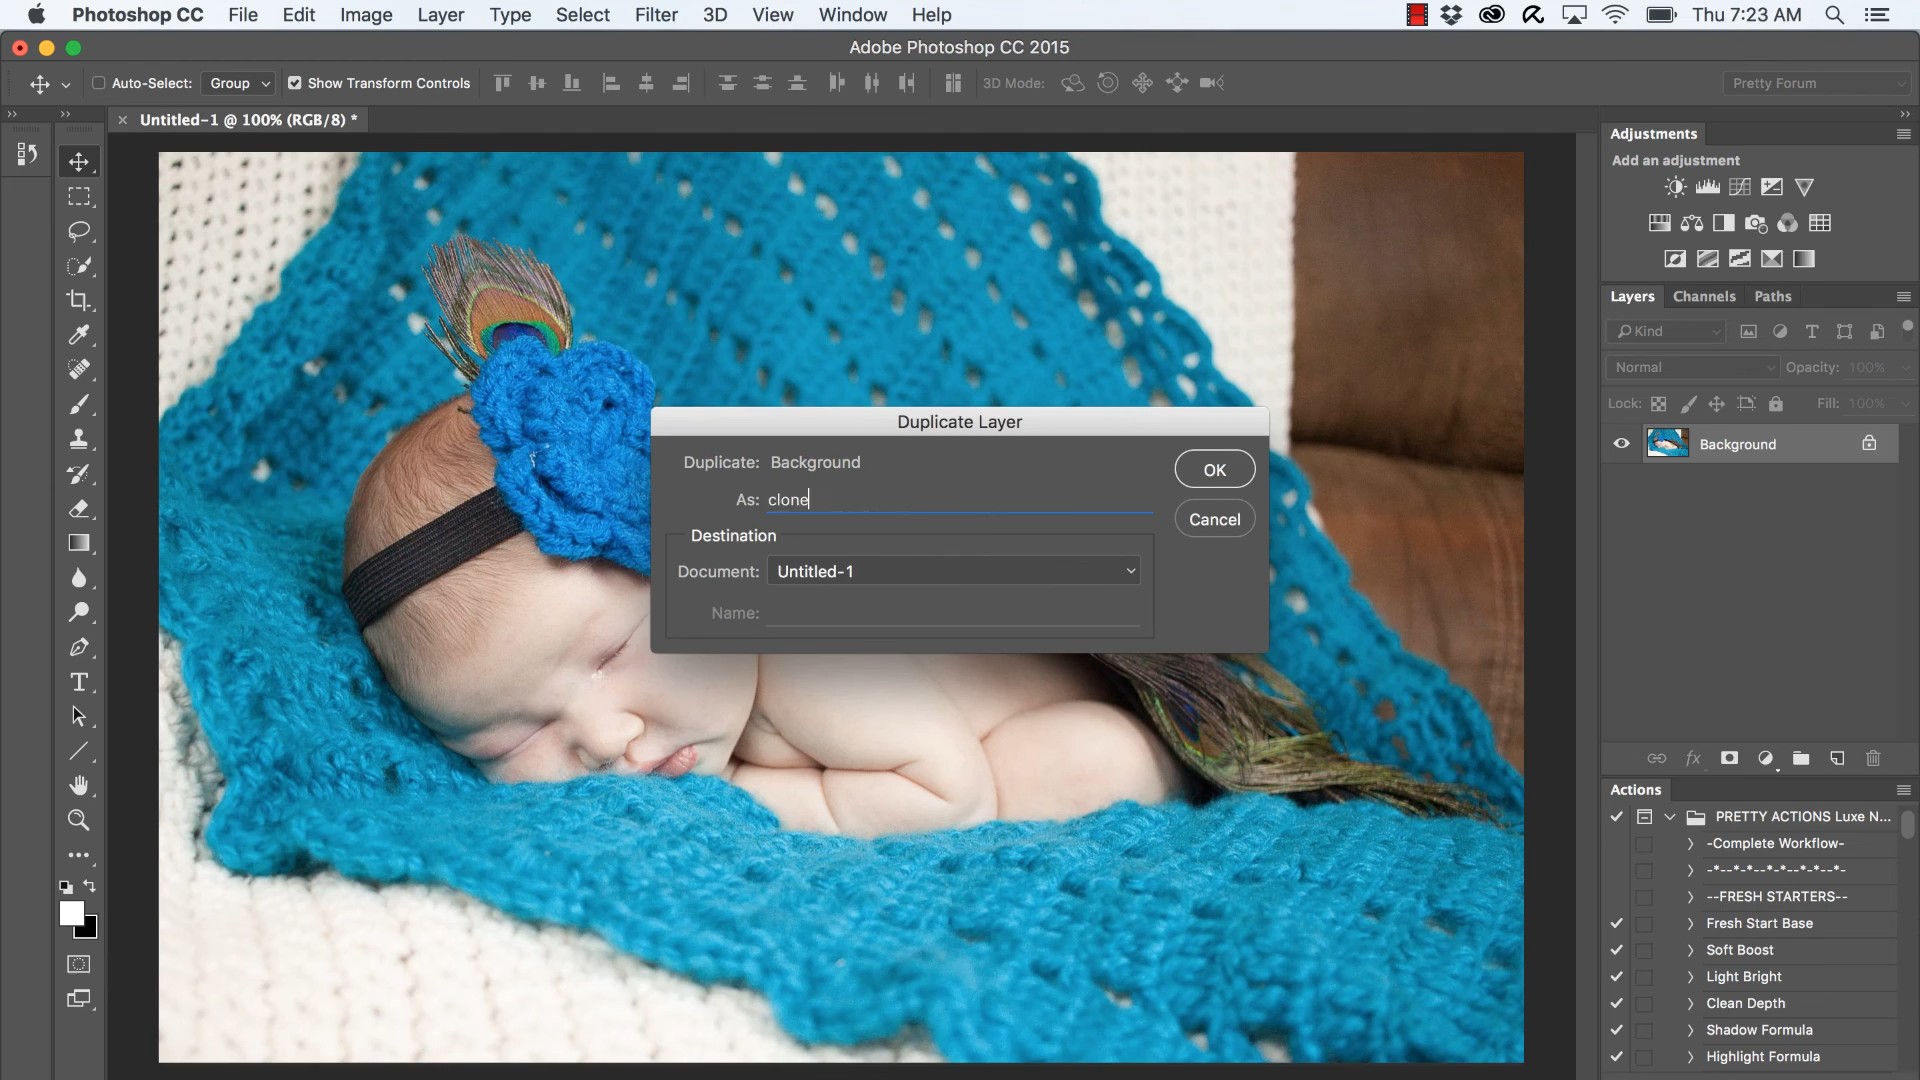 Photoshop CC File Edit Image Layer Type Select Filter 3D View Window Help Thu 7:23 AM
Adobe Photoshop CC 2015
Auto-Select: Group Show Transform Controls 3D Mode: Pretty Forum
Untitled-1 @ 100% (RGB/8) *
Adjustments
Add an adjustment
Layers Channels Paths
Kind
Normal Opacity: 100%
Lock: Fill: 100%
Background
Duplicate Layer
Duplicate: Background
As: clone
OK
Cancel
Destination
Document: Untitled-1
Name:
fx
Actions
PRETTY ACTIONS Luxe N...
-Complete Workflow-
-*--*-*--*-*--*-*--*-
--FRESH STARTERS--
Fresh Start Base
Soft Boost
Light Bright
Clean Depth
Shadow Formula
Highlight Formula